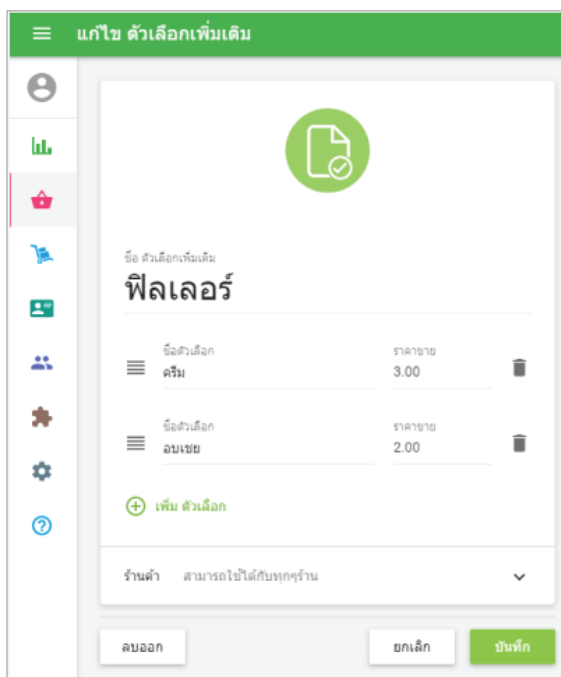 แก้ไข ตัวเลือกเพิ่มเติม
ชื่อ ตัวเลือกเพิ่มเติม
ฟิลเลอร์
ชื่อตัวเลือก ราคาขาย
ครีม 3.00
ชื่อตัวเลือก ราคาขาย
อบเชย 2.00
เพิ่ม ตัวเลือก
ร้านค้า สามารถใช้ได้กับทุกๆร้าน
ลบออก ยกเลิก บันทึก